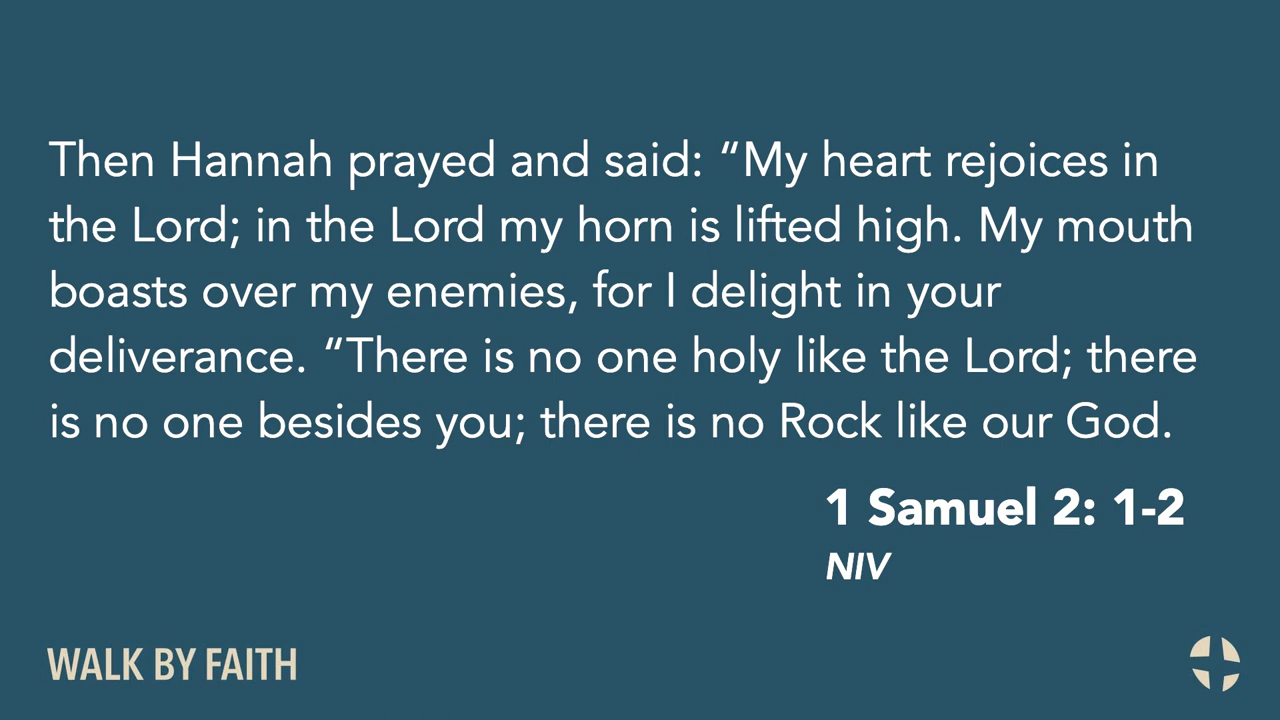 Then Hannah prayed and said: “My heart rejoices in
the Lord; in the Lord my horn is lifted high. My mouth
boasts over my enemies, for I delight in your
deliverance. “There is no one holy like the Lord; there
is no one besides you; there is no Rock like our God.
1 Samuel 2: 1-2
NIV
WALK BY FAITH